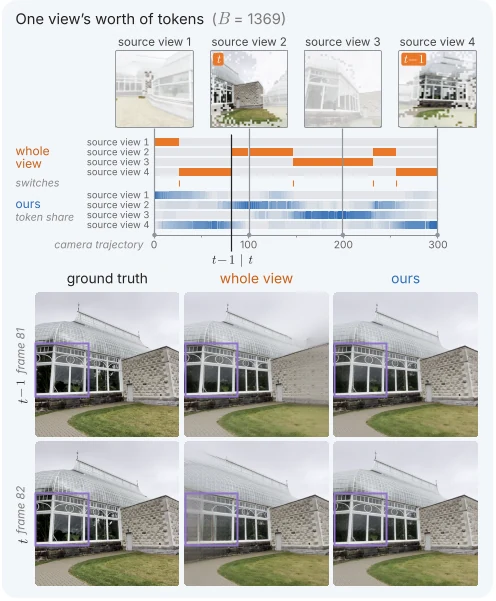 One view's worth of tokens (B = 1369)
source view 1 source view 2 source view 3 source view 4
t t−1
whole view
source view 1
source view 2
source view 3
source view 4
switches
ours
token share
source view 1
source view 2
source view 3
source view 4
camera trajectory 0 100 200 300
t−1 | t
ground truth whole view ours
t−1 frame 81
t frame 82